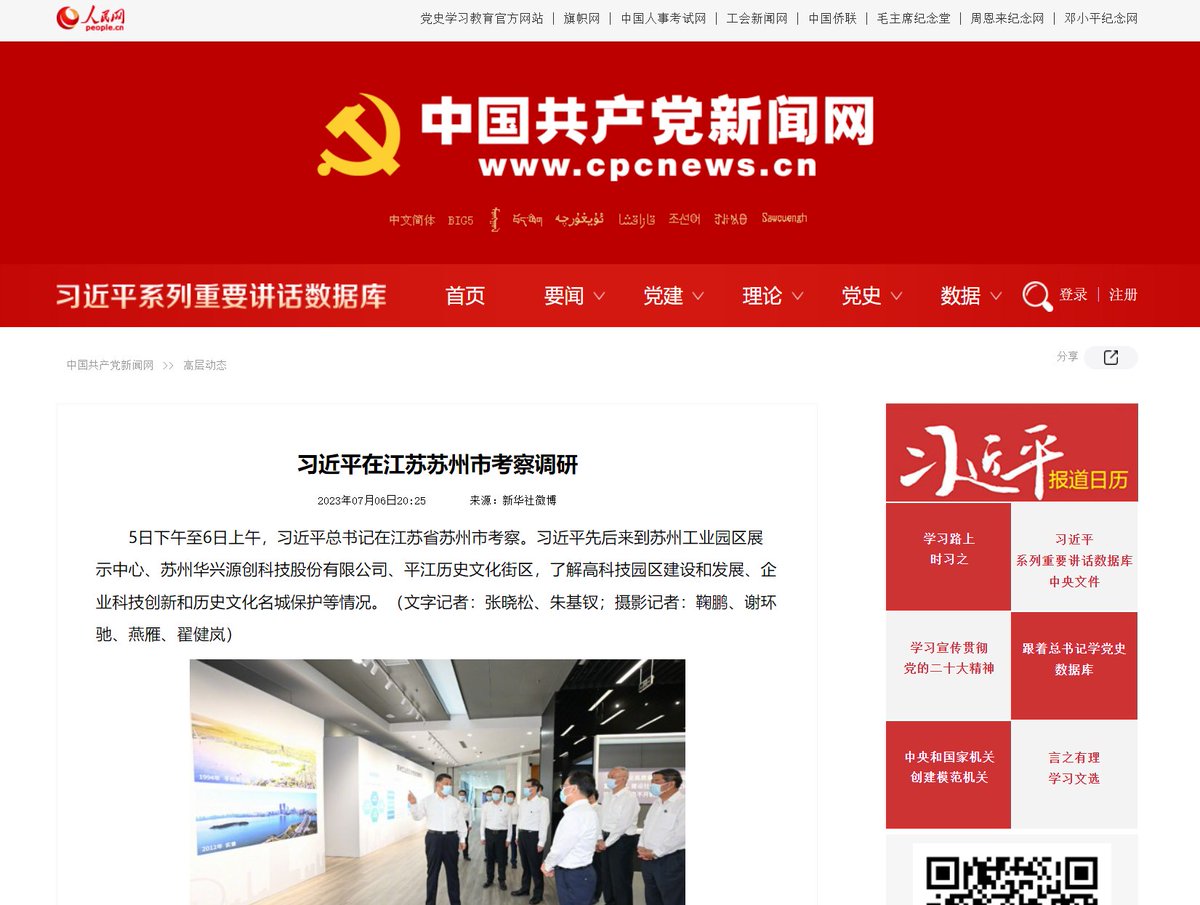 人民网
people.cn
党史学习教育官方网站 | 旗帜网 | 中国人事考试网 | 工会新闻网 | 中国侨联 | 毛主席纪念堂 | 周恩来纪念网 | 邓小平纪念网
中国共产党新闻网
www.cpcnews.cn
中文简体 BIG5 ئۇيغۇرچە قازاقشا 조선어 Sawcuengh
习近平系列重要讲话数据库 首页 要闻 党建 理论 党史 数据 登录 | 注册
中国共产党新闻网 >> 高层动态
分享
习近平在江苏苏州市考察调研
2023年07月06日20:25 来源：新华社微博
5日下午至6日上午，习近平总书记在江苏省苏州市考察。习近平先后来到苏州工业园区展
示中心、苏州华兴源创科技股份有限公司、平江历史文化街区，了解高科技园区建设和发展、企
业科技创新和历史文化名城保护等情况。（文字记者：张晓松、朱基钗；摄影记者：鞠鹏、谢环
驰、燕雁、翟健岚）
1994年
2012年
习近平
报道日历
学习路上
时习之
习近平
系列重要讲话数据库
中央文件
学习宣传贯彻
党的二十大精神
跟着总书记学党史
数据库
中央和国家机关
创建模范机关
言之有理
学习文选